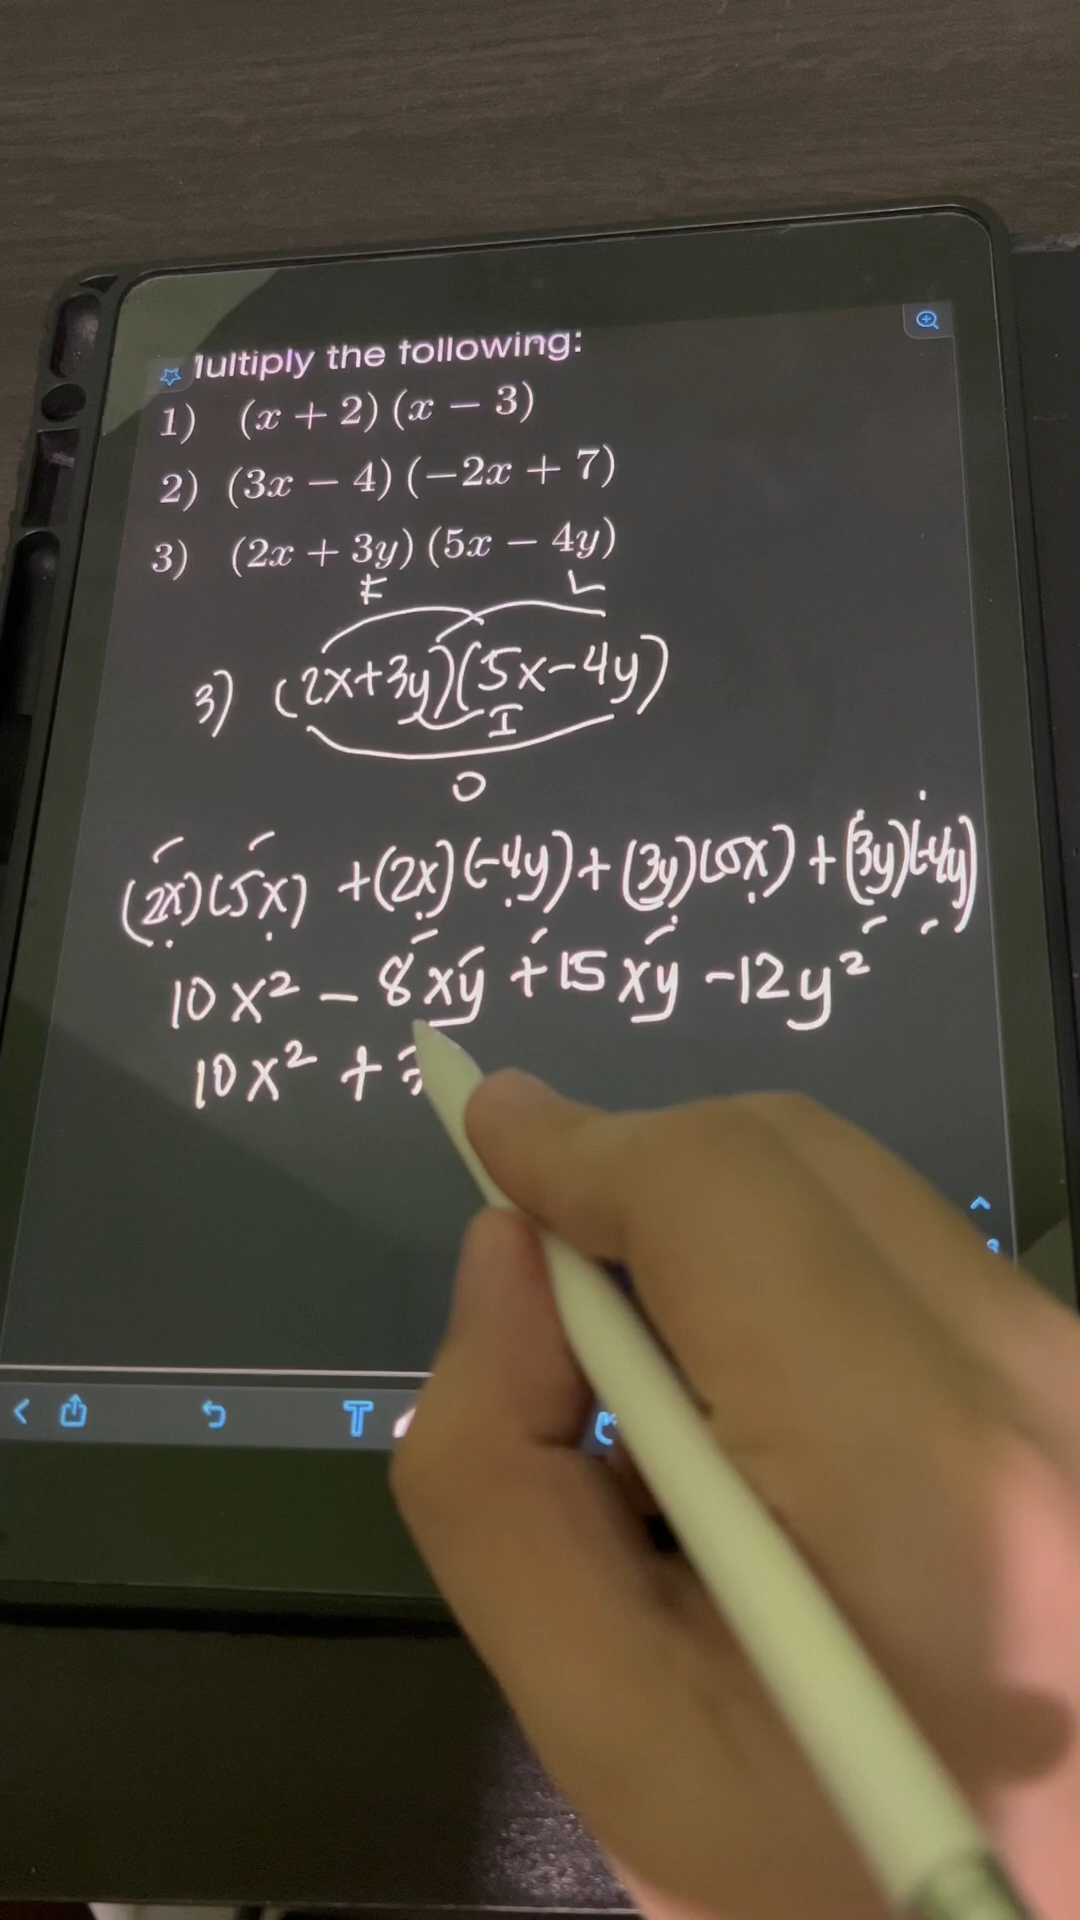 Multiply the following:
1) (x + 2) (x − 3)
2) (3x − 4) (−2x + 7)
3) (2x + 3y) (5x − 4y)
F L
3) (2x+3y)(5x-4y)
I
O
(2x)(5x) +(2x)(-4y)+(3y)(5x)+(3y)(-4y)
10x² - 8xy +15xy -12y²
10x² +
T